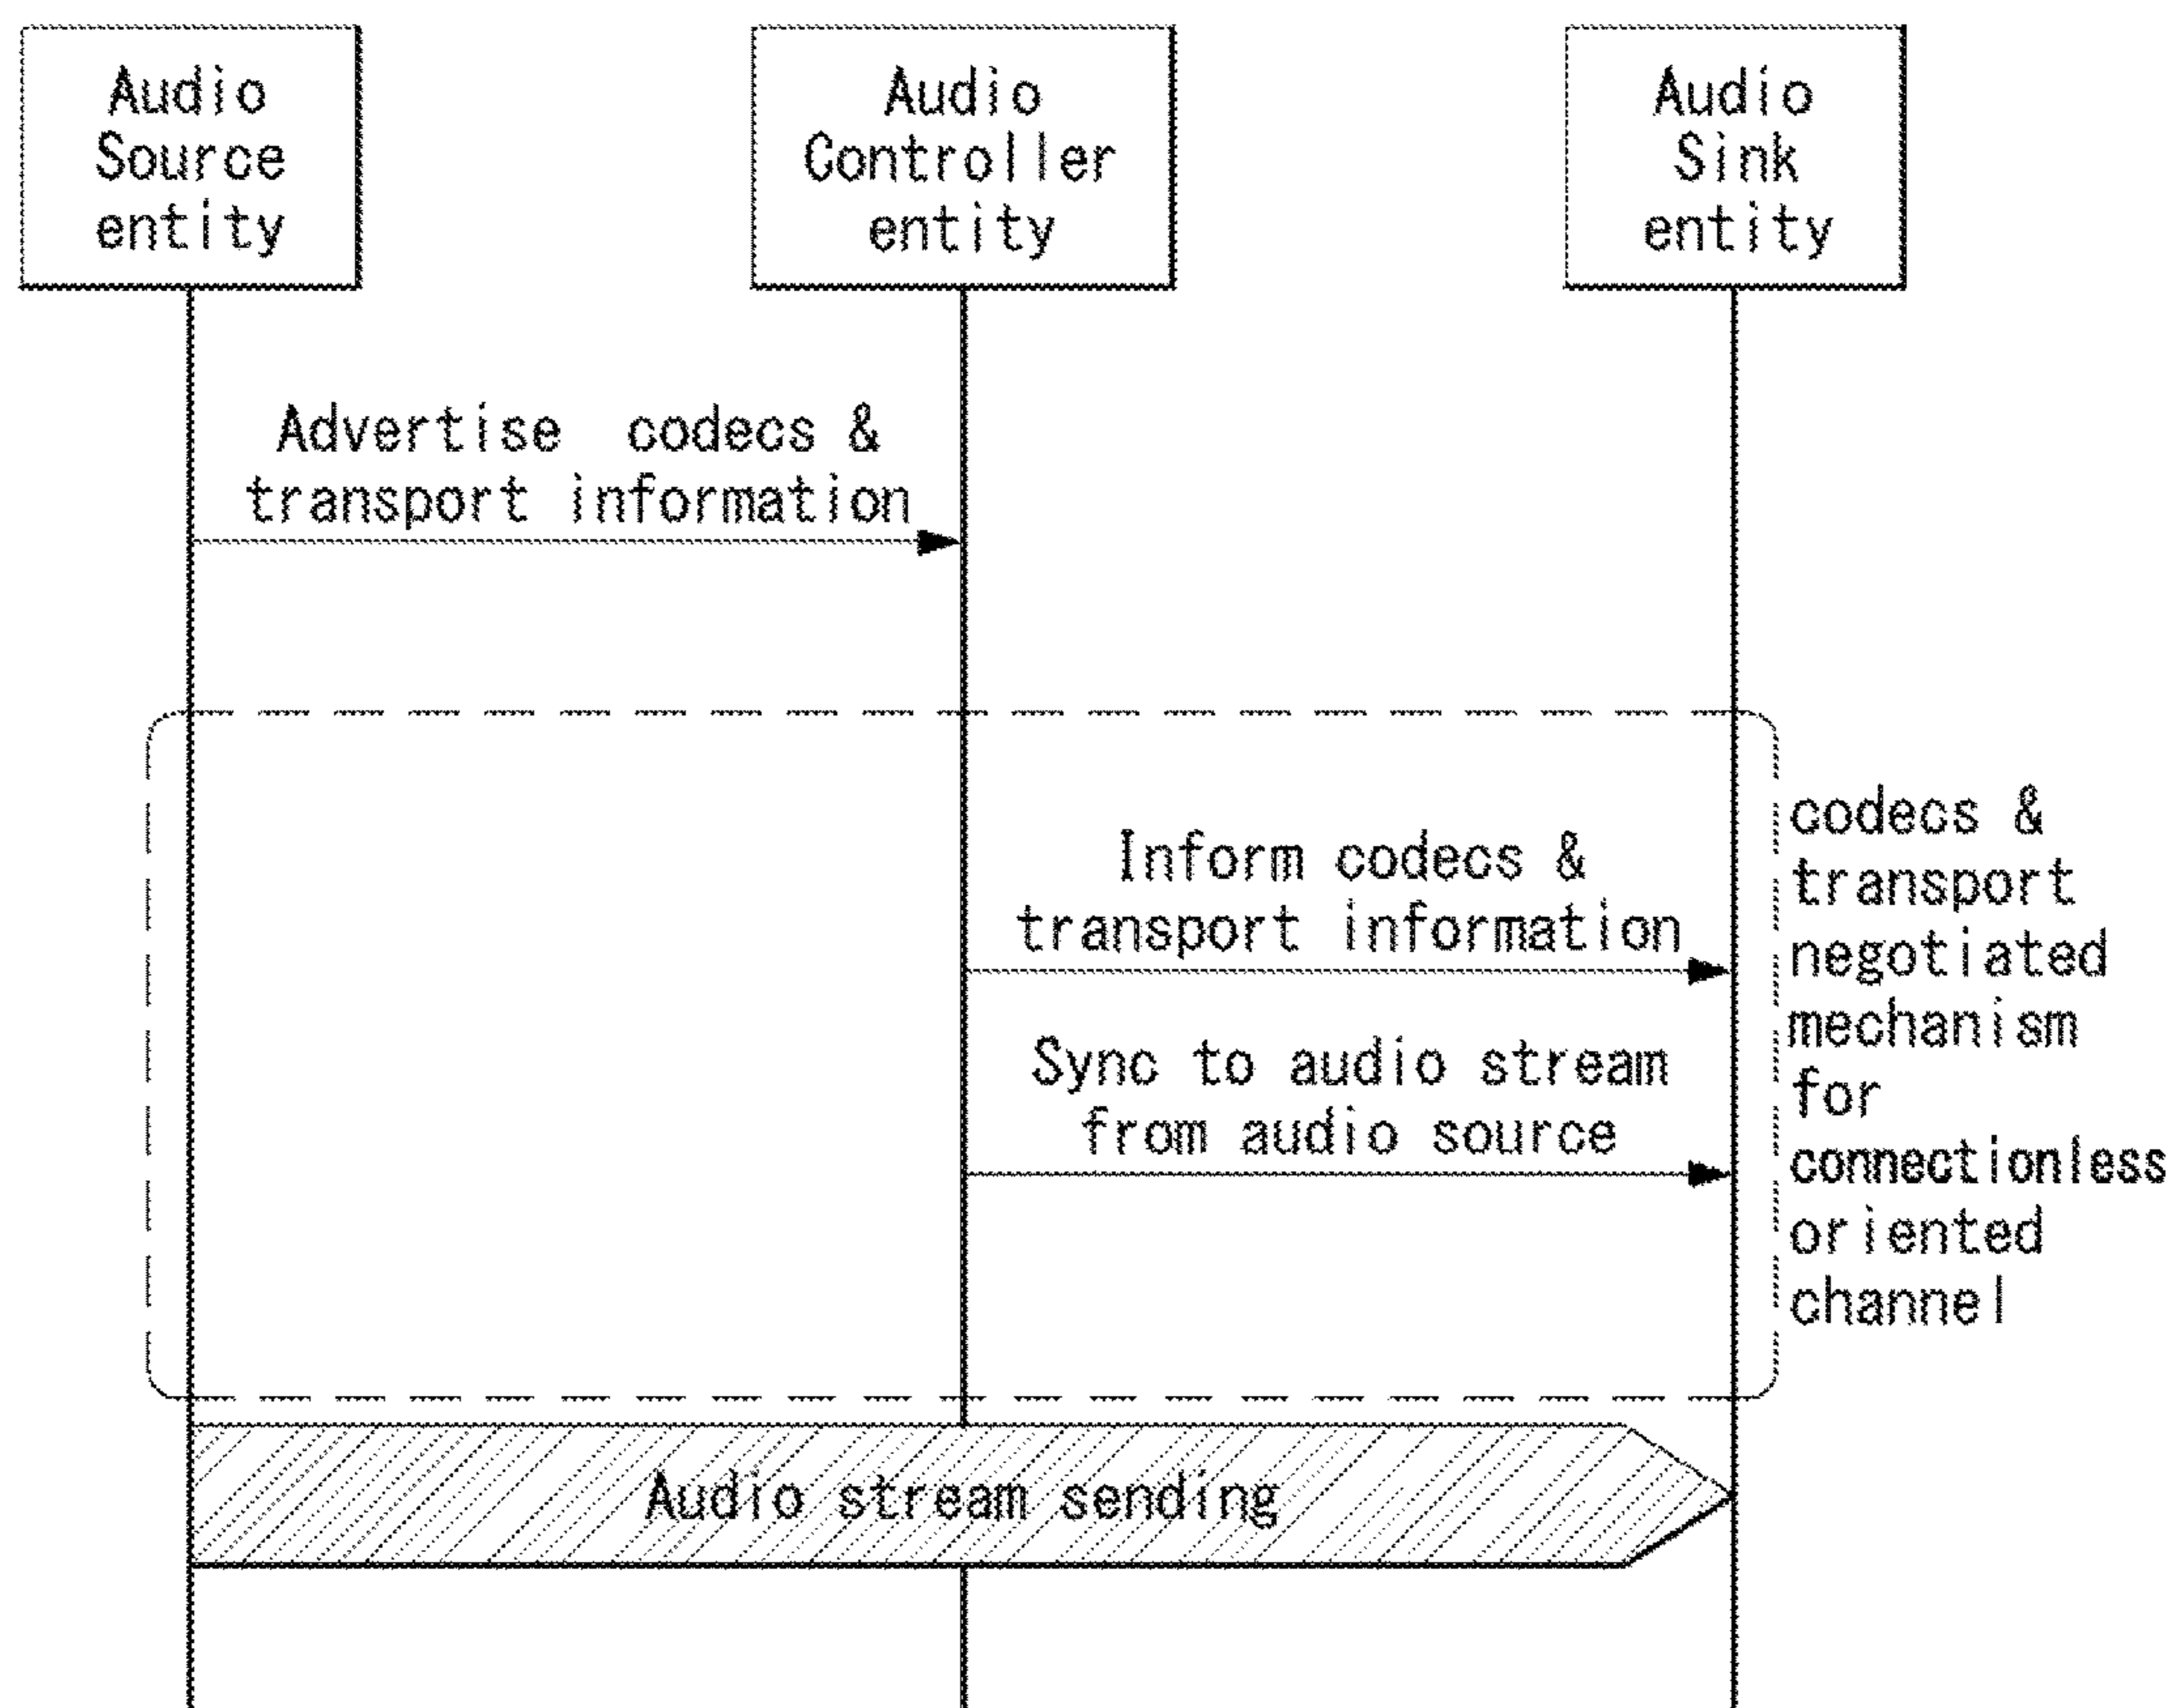 Audio
Source
entity
Audio
Controller
entity
Audio
Sink
entity
Advertise codecs &
transport information
Inform codecs &
transport information
Sync to audio stream
from audio source
codecs &
transport
negotiated
mechanism
for
connectionless
oriented
channel
Audio stream sending